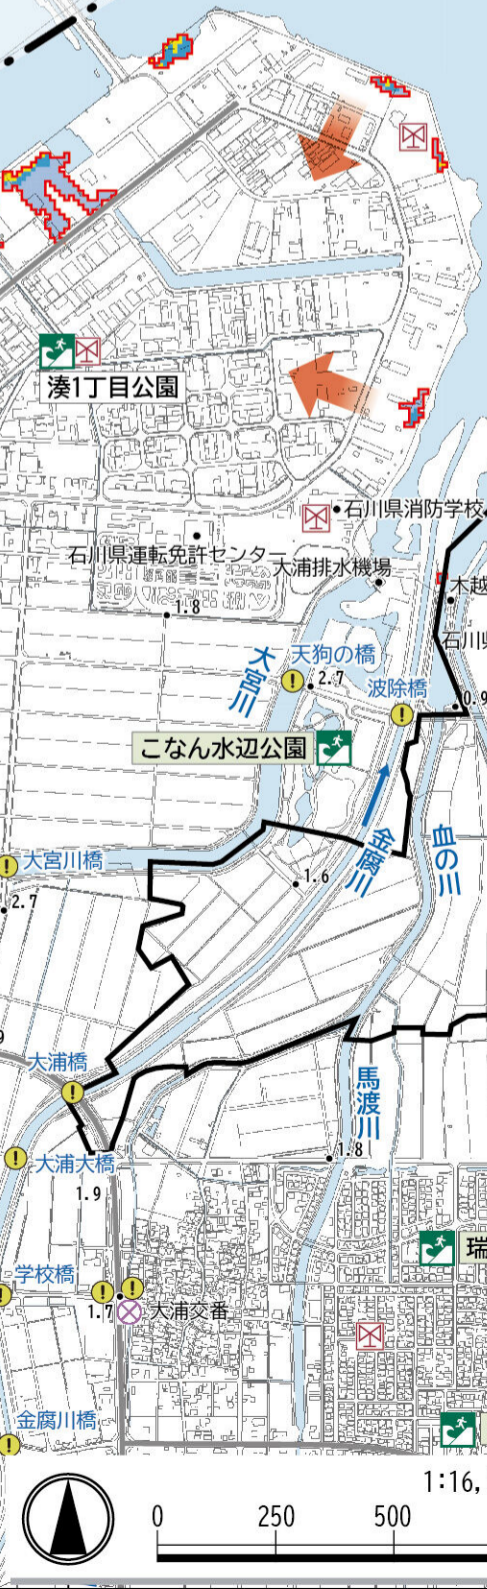 湊1丁目公園
石川県消防学校
石川県運転免許センター
大浦排水機場
木越
1.8
石川県
大宮川
天狗の橋
2.7
波除橋
0.9
こなん水辺公園
金腐川
血の川
大宮川橋
1.6
2.7
9
大浦橋
馬渡川
大浦大橋
1.8
1.9
瑞
学校橋
1.7
大浦交番
金腐川橋
1:16,
0 250 500